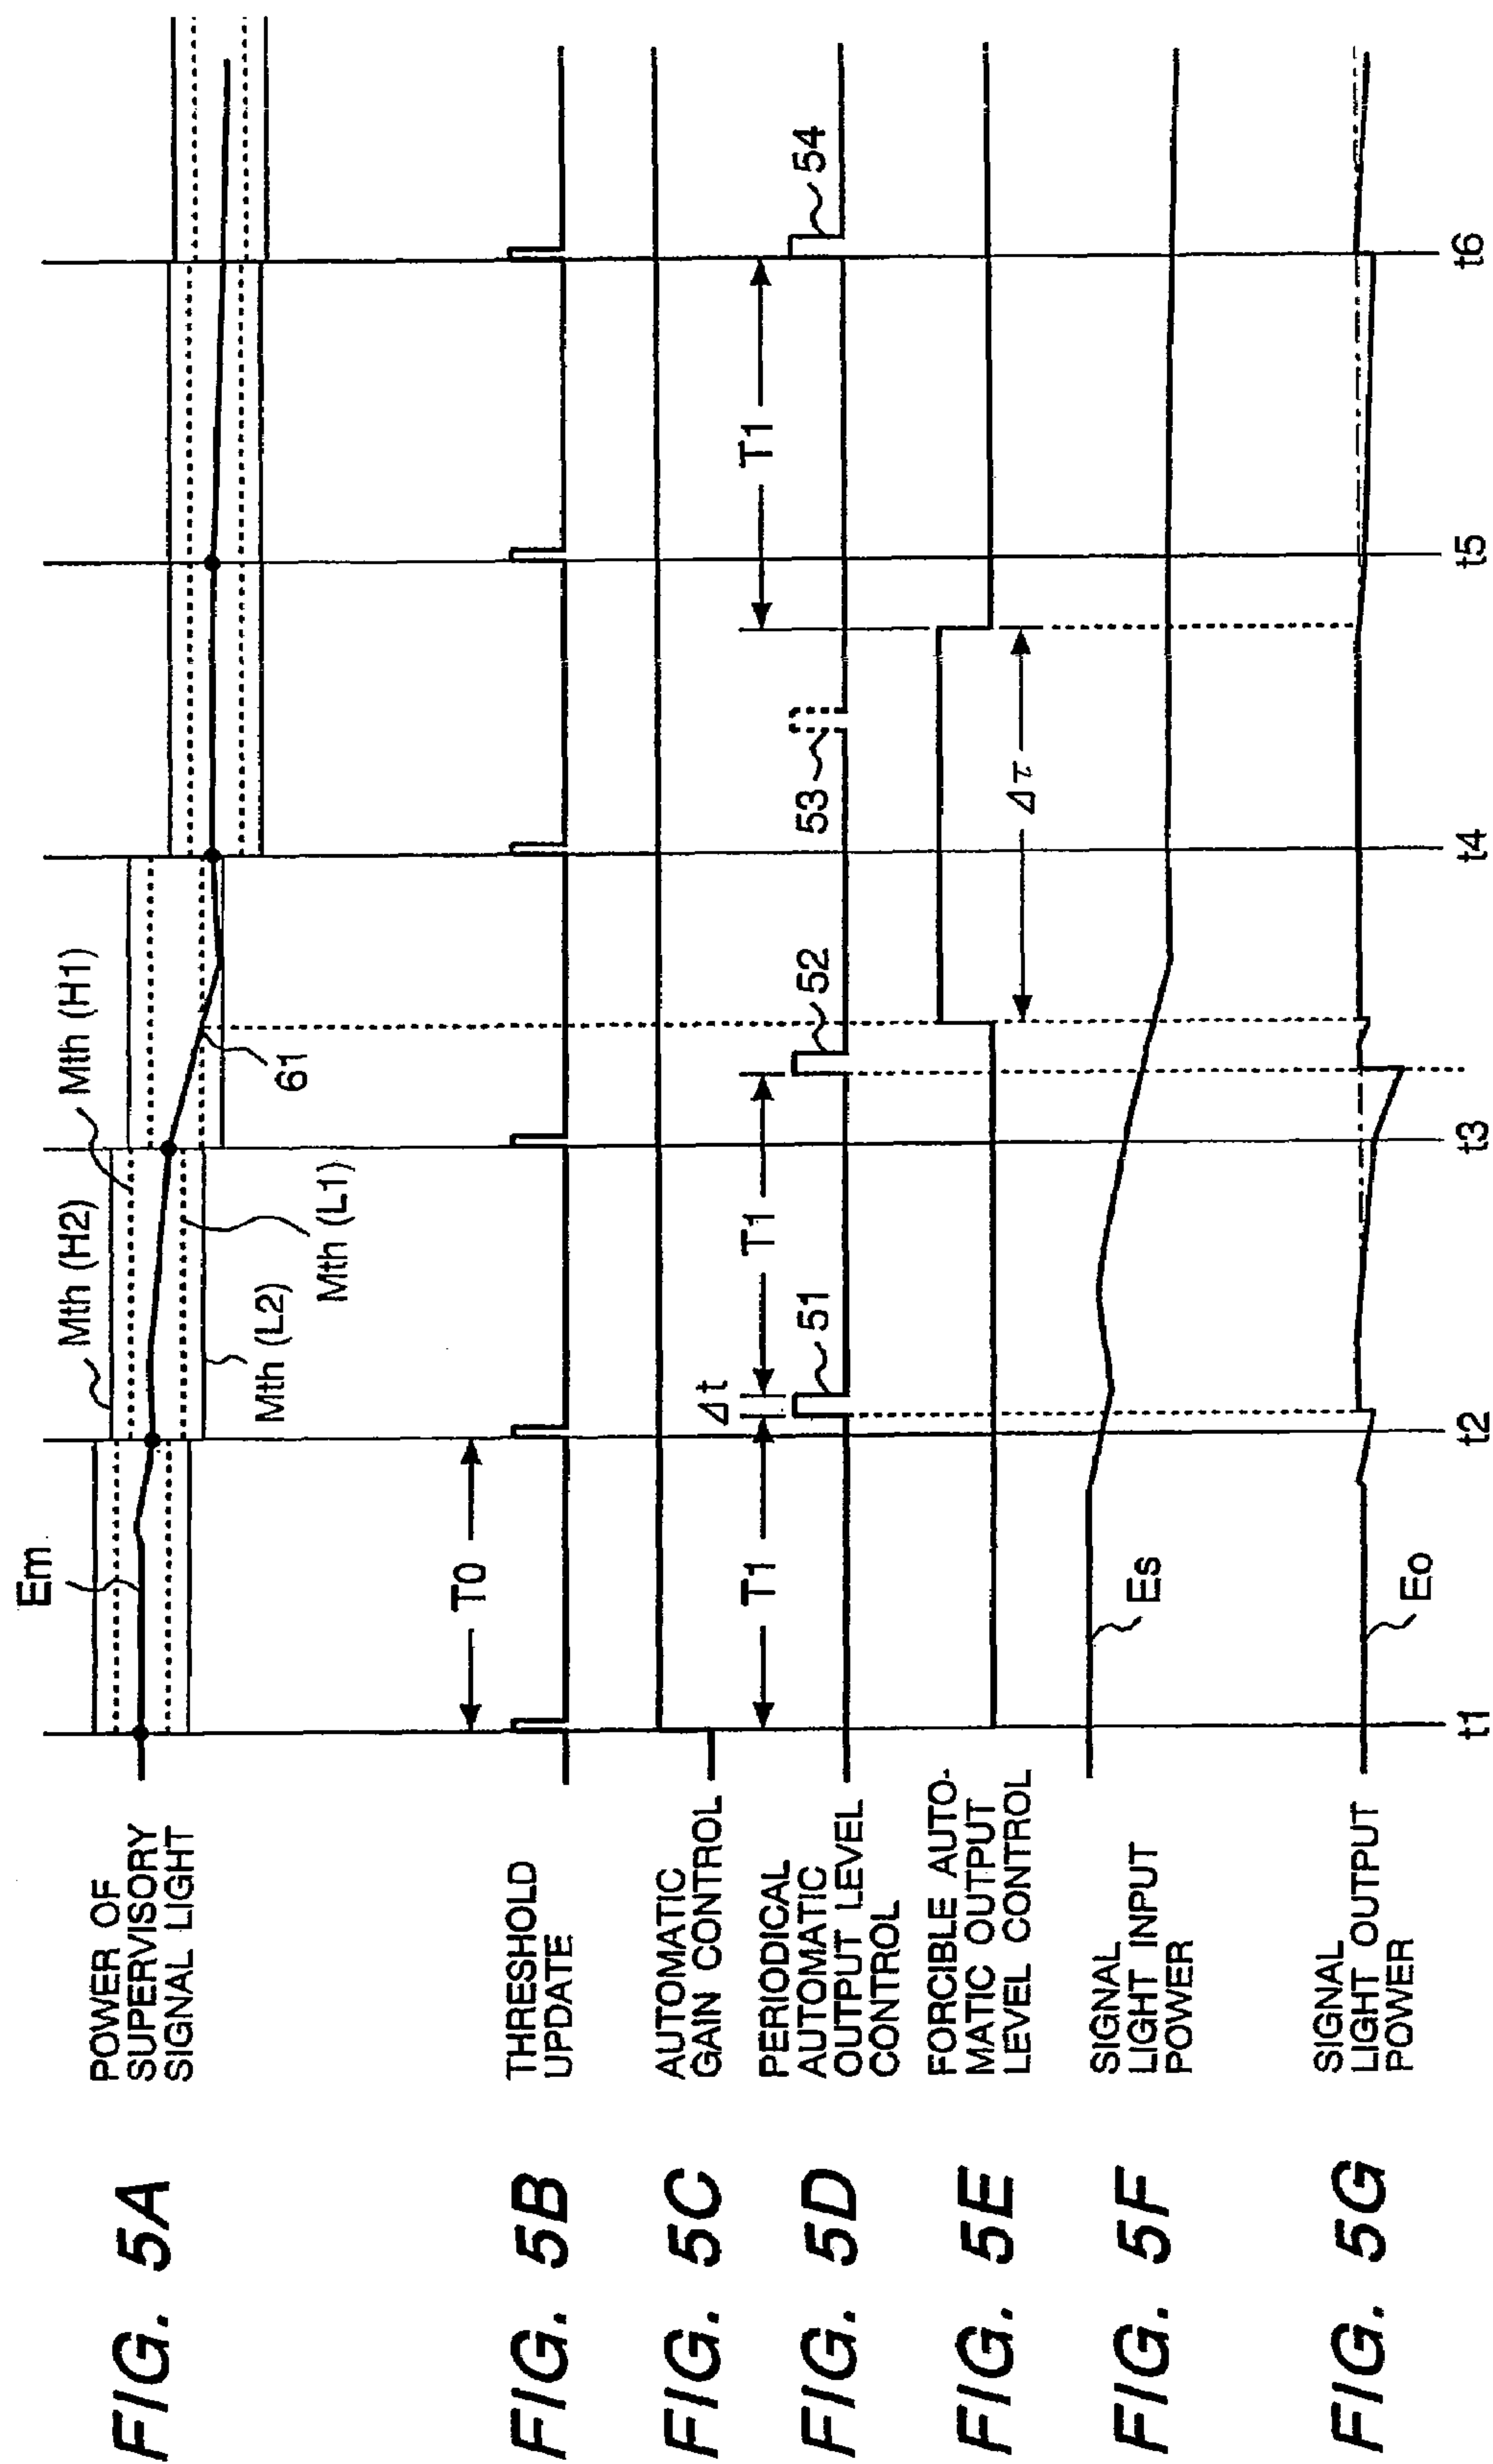 FIG. 5A
POWER OF
SUPERVISORY
SIGNAL LIGHT
Em
Mth (H2)
Mth (H1)
Mth (L2)
Mth (L1)
61
FIG. 5B
THRESHOLD
UPDATE
T0
FIG. 5C
AUTOMATIC
GAIN CONTROL
FIG. 5D
PERIODICAL
AUTOMATIC
OUTPUT LEVEL
CONTROL
T1
Δt
T1
T1
51
52
53
54
FIG. 5E
FORCIBLE AUTO-
MATIC OUTPUT
LEVEL CONTROL
Δτ
FIG. 5F
SIGNAL
LIGHT INPUT
POWER
Es
FIG. 5G
SIGNAL
LIGHT OUTPUT
POWER
Eo
t1
t2
t3
t4
t5
t6